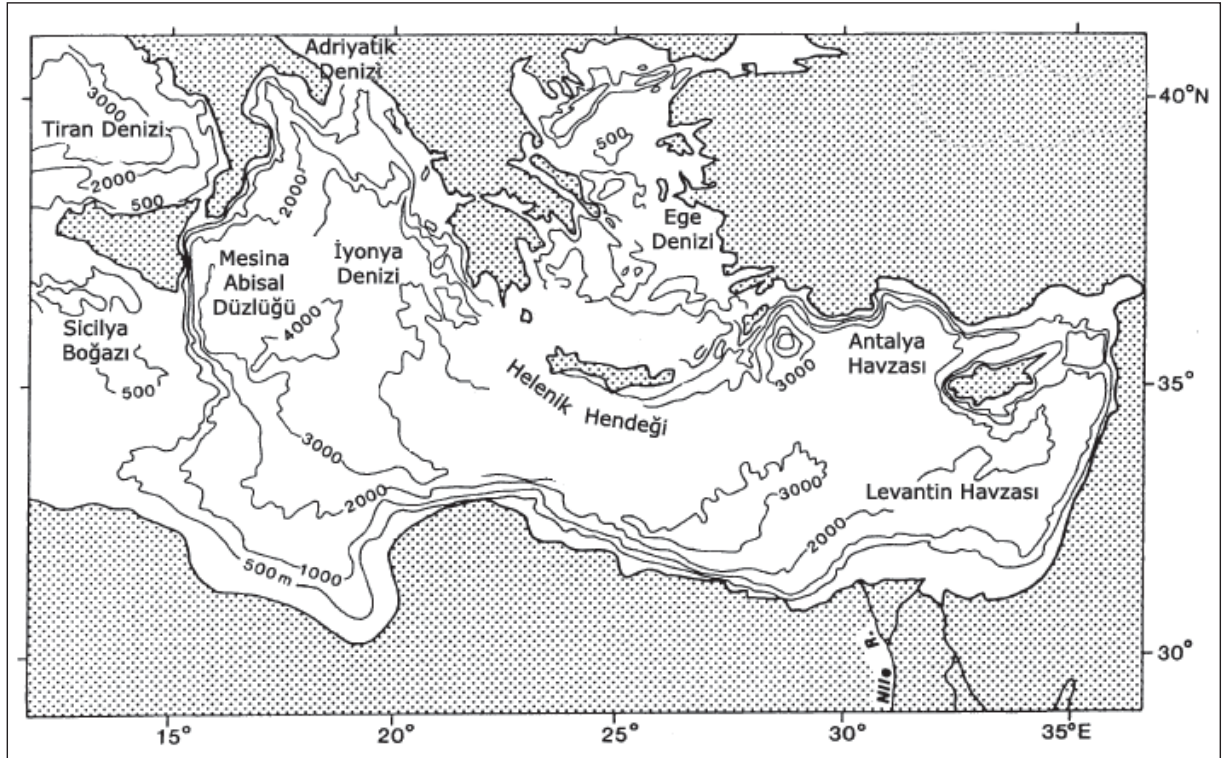 Adriyatik
Denizi
3000
Tiran Denizi
2000
500
40°N
500
2000
Ege
Denizi
Mesina
Abisal
Düzlüğü
İyonya
Denizi
4000
Sicilya
Boğazı
500
Antalya
Havzası
3000
35°
Helenik Hendeği
3000
2000
3000
Levantin Havzası
2000
1000
500 m
30°
Nile R.
15°
20°
25°
30°
35°E